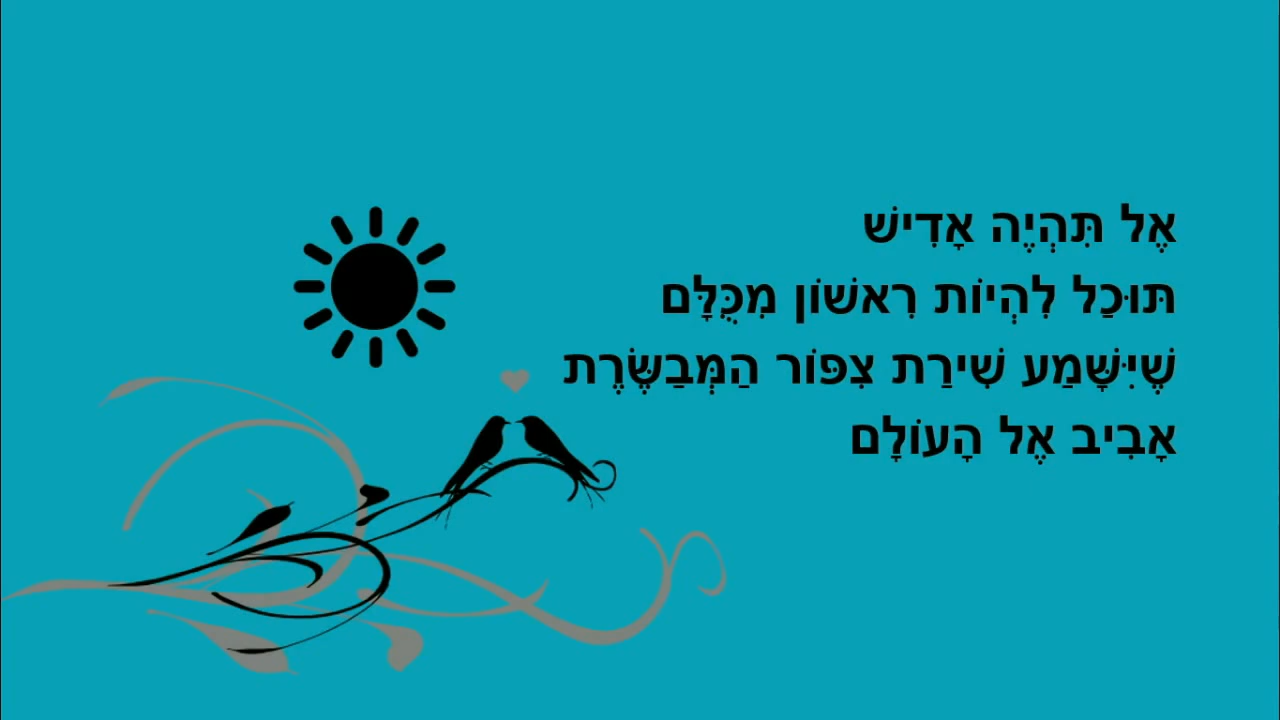 אֶל תִּהְיֶה אָדִישׁ
תּוּכַל לִהְיוֹת רִאשׁוֹן מִכֻּלָּם
שֶׁיִּשָּׁמַע שִׁירַת צִפּוֹר הַמְּבַשֶּׂרֶת
אָבִיב אֶל הָעוֹלָם